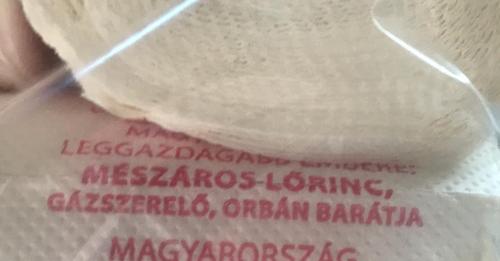 LEGGAZDAGABB EMBERE:
MÉSZÁROS LŐRINC,
GÁZSZERELŐ, ORBÁN BARÁTJA
MAGYARORSZÁG